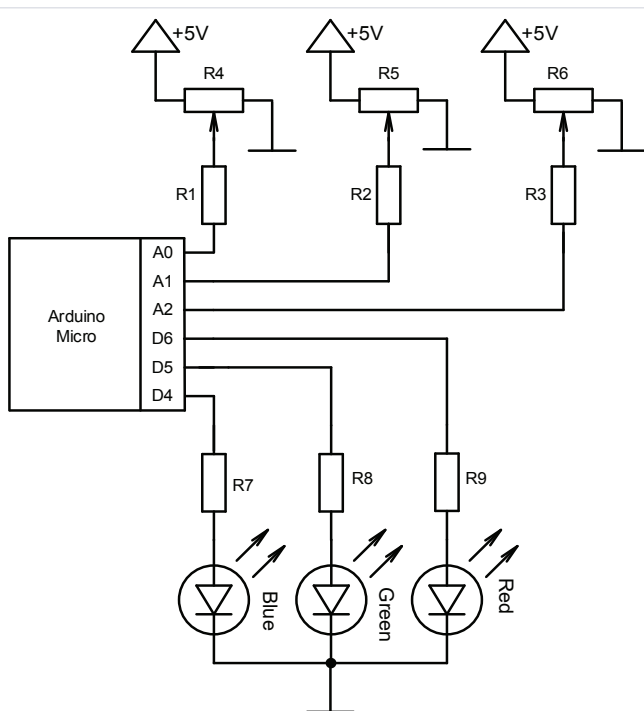 +5V
+5V
+5V
R4
R5
R6
R1
R2
R3
A0
A1
A2
D6
D5
D4
Arduino
Micro
R7
R8
R9
Blue
Green
Red